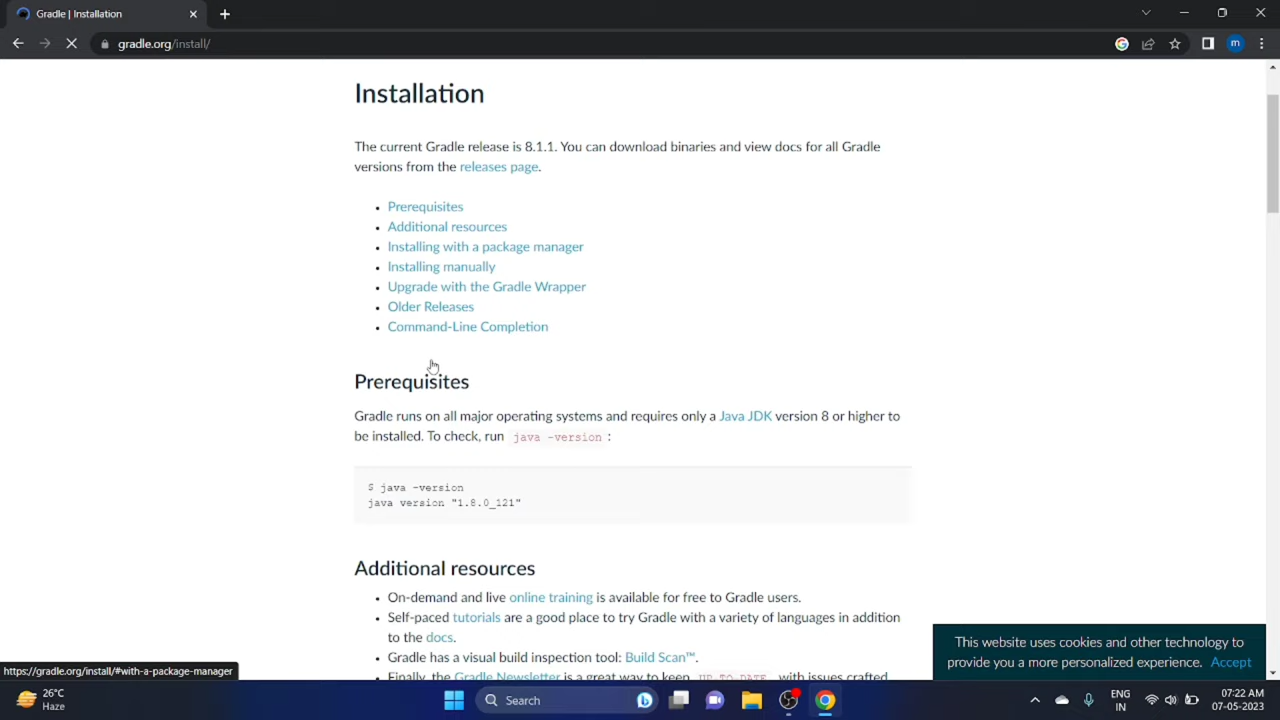 Gradle | Installation
gradle.org/install/
m
Installation
The current Gradle release is 8.1.1. You can download binaries and view docs for all Gradle
versions from the releases page.
Prerequisites
Additional resources
Installing with a package manager
Installing manually
Upgrade with the Gradle Wrapper
Older Releases
Command-Line Completion
Prerequisites
Gradle runs on all major operating systems and requires only a Java JDK version 8 or higher to
be installed. To check, run java -version :
$ java -version
java version "1.8.0_121"
Additional resources
On-demand and live online training is available for free to Gradle users.
Self-paced tutorials are a good place to try Gradle with a variety of languages in addition
to the docs.
Gradle has a visual build inspection tool: Build Scan™.
Finally, the Gradle Newsletter is a great way to keep UP-TO-DATE with issues crafted
This website uses cookies and other technology to
provide you a more personalized experience. Accept
https://gradle.org/install/#with-a-package-manager
26°C
Haze
Search
ENG
IN
07:22 AM
07-05-2023